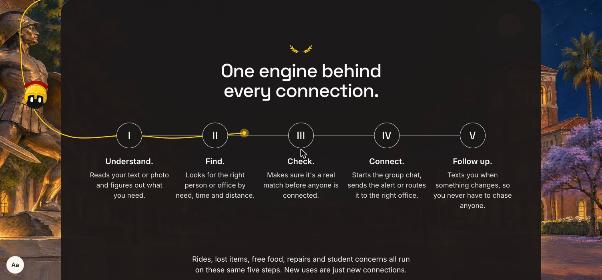 One engine behind
every connection.
I
II
III
IV
V
Understand.
Reads your text or photo
and figures out what
you need.
Find.
Looks for the right
person or office by
need, time and distance.
Check.
Makes sure it's a real
match before anyone is
connected.
Connect.
Starts the group chat,
sends the alert or routes
it to the right office.
Follow up.
Texts you when
something changes, so
you never have to chase
anyone.
Rides, lost items, free food, repairs and student concerns all run
on these same five steps. New uses are just new connections.
Aa